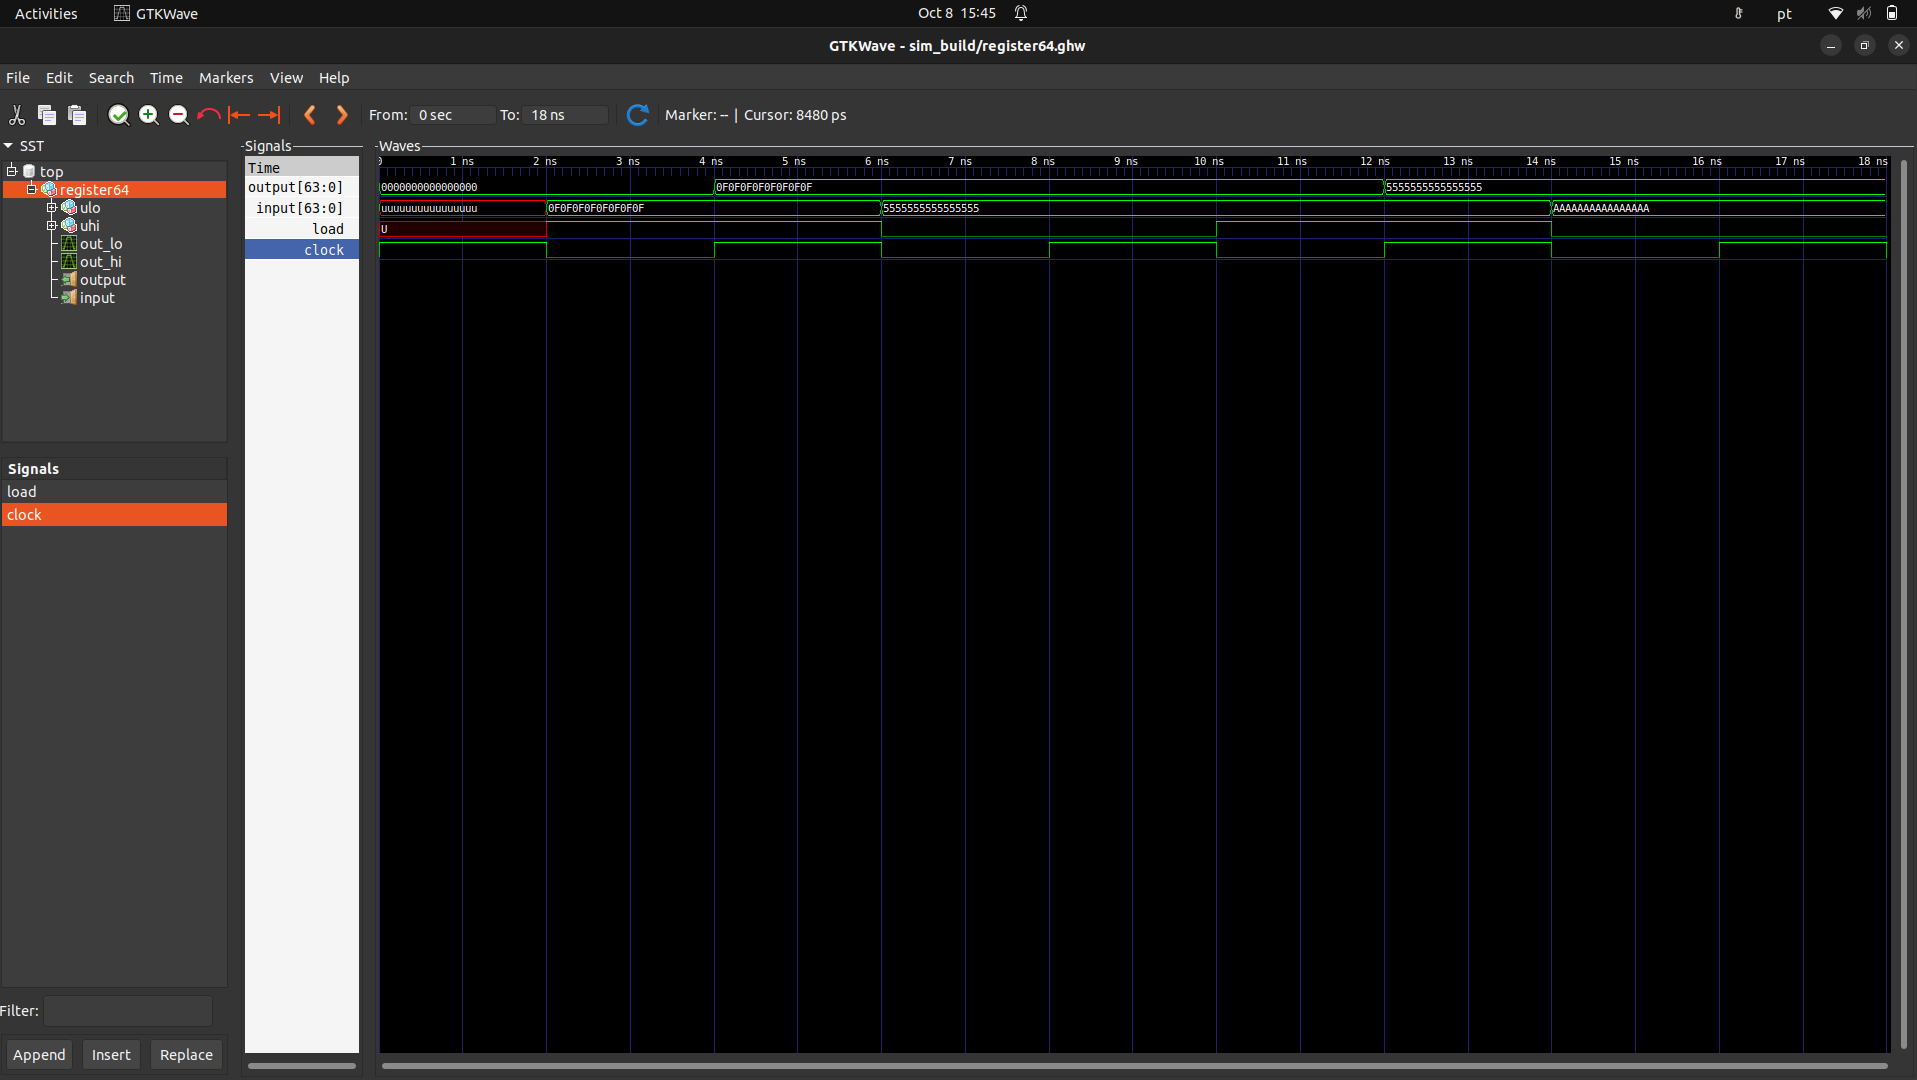 Activities GTKWave Oct 8 15:45 pt
GTKWave - sim_build/register64.ghw
File Edit Search Time Markers View Help
From: 0 sec To: 18 ns Marker: -- | Cursor: 8480 ps
SST
top
register64
ulo
uhi
out_lo
out_hi
output
input
Signals
load
clock
Filter:
Append Insert Replace
Signals
Time
output[63:0]
input[63:0]
load
clock
Waves
0 1 ns 2 ns 3 ns 4 ns 5 ns 6 ns 7 ns 8 ns 9 ns 10 ns 11 ns 12 ns 13 ns 14 ns 15 ns 16 ns 17 ns 18 ns
0000000000000000 0F0F0F0F0F0F0F0F 5555555555555555
uuuuuuuuuuuuuuuu 0F0F0F0F0F0F0F0F 5555555555555555 AAAAAAAAAAAAAAAA
U